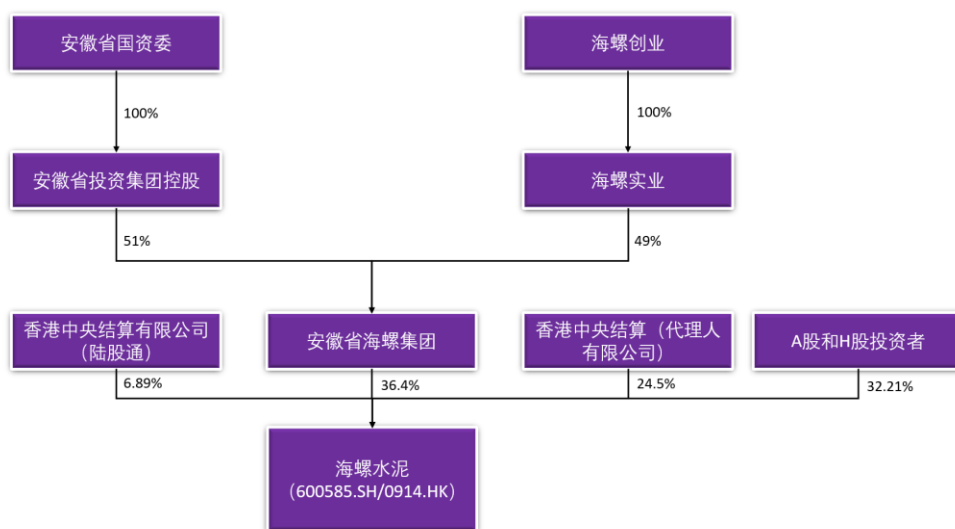 安徽省国资委
海螺创业
100%
100%
安徽省投资集团控股
海螺实业
51%
49%
香港中央结算有限公司
（陆股通）
安徽省海螺集团
香港中央结算（代理人
有限公司）
A股和H股投资者
6.89%
36.4%
24.5%
32.21%
海螺水泥
（600585.SH/0914.HK）